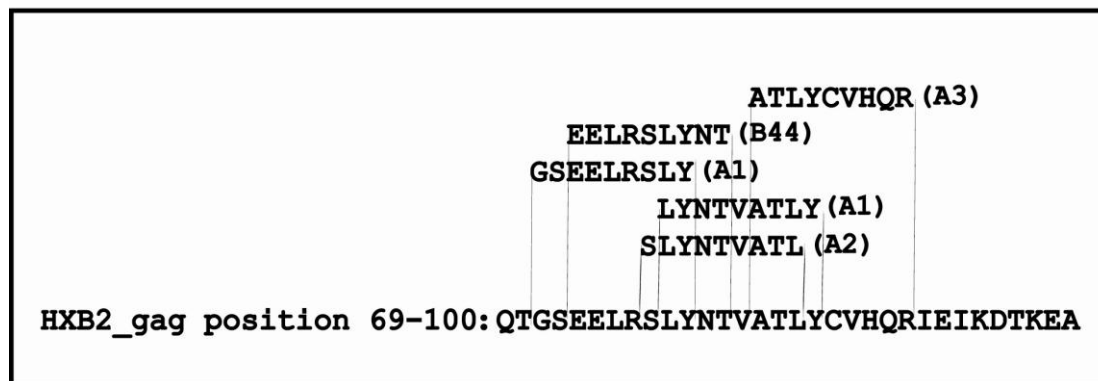 ATLYCVHQR (A3)
EELRSLYNT (B44)
GSEELRSLY (A1)
LYNTVATLY (A1)
SLYNTVATL (A2)
HXB2_gag position 69-100: QTGSEELRSLYNTVATLYCVHQRIEIKDTKEA